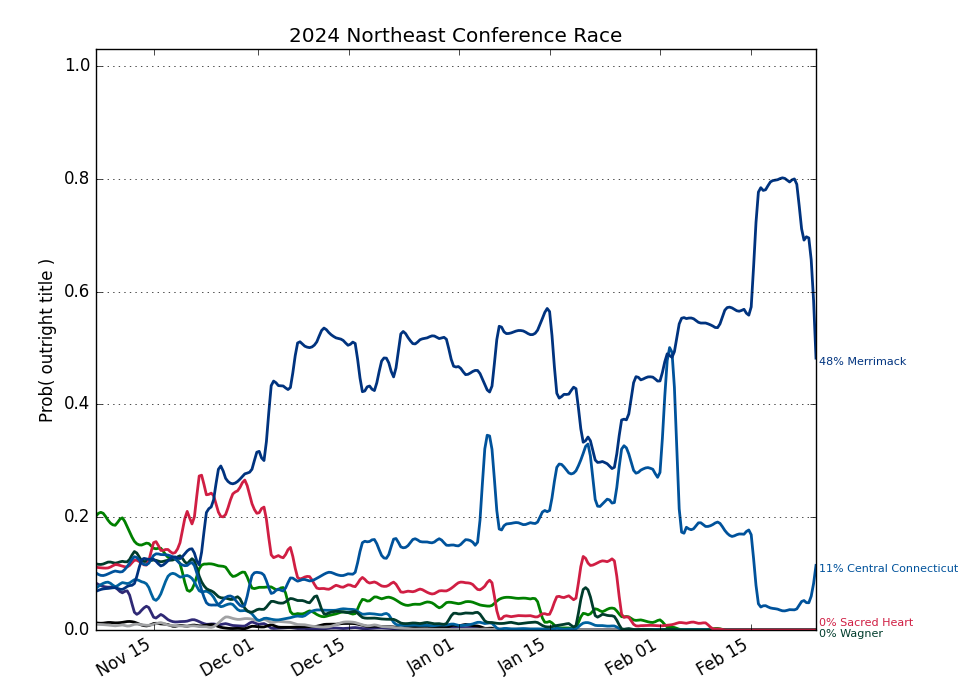 2024 Northeast Conference Race
Prob( outright title )
1.0
0.8
0.6
0.4
0.2
0.0
Nov 15
Dec 01
Dec 15
Jan 01
Jan 15
Feb 01
Feb 15
48% Merrimack
11% Central Connecticut
0% Sacred Heart
0% Wagner